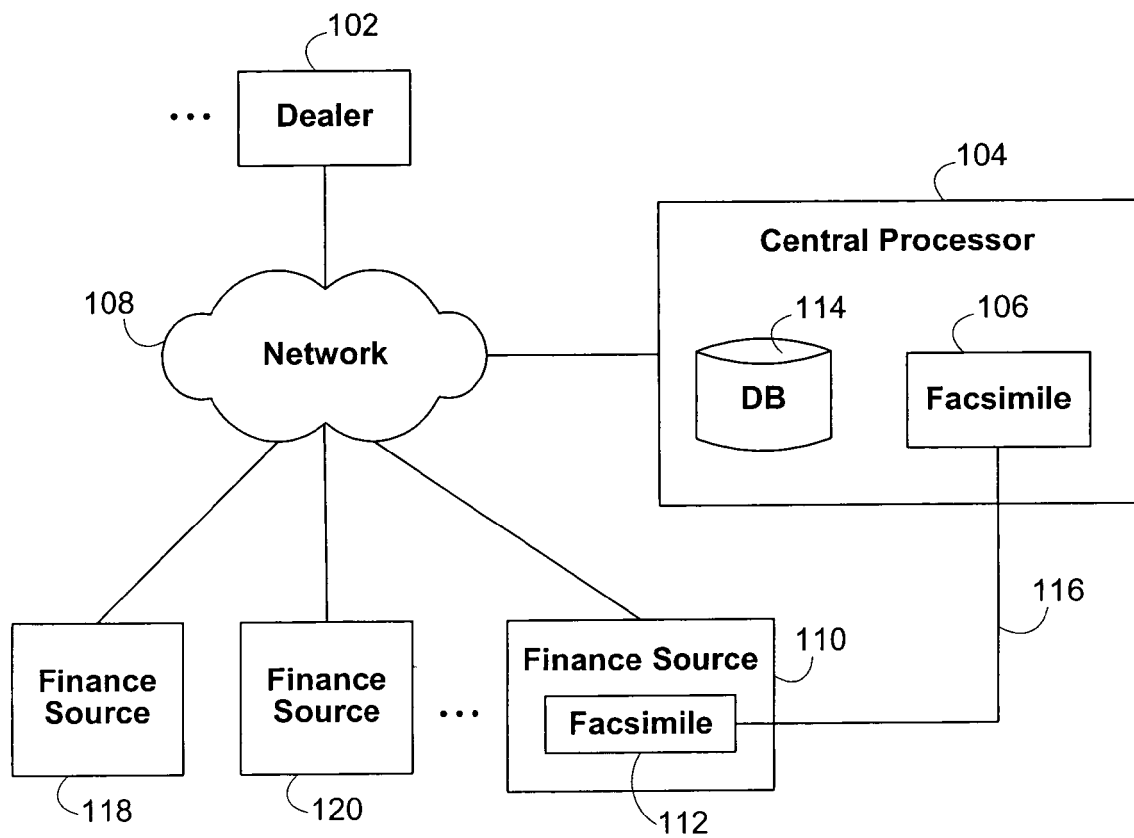 102
... Dealer
104
Central Processor
108
114
106
Network
DB
Facsimile
116
110
Finance
Source
Finance
Source
...
Finance Source
Facsimile
118
120
112